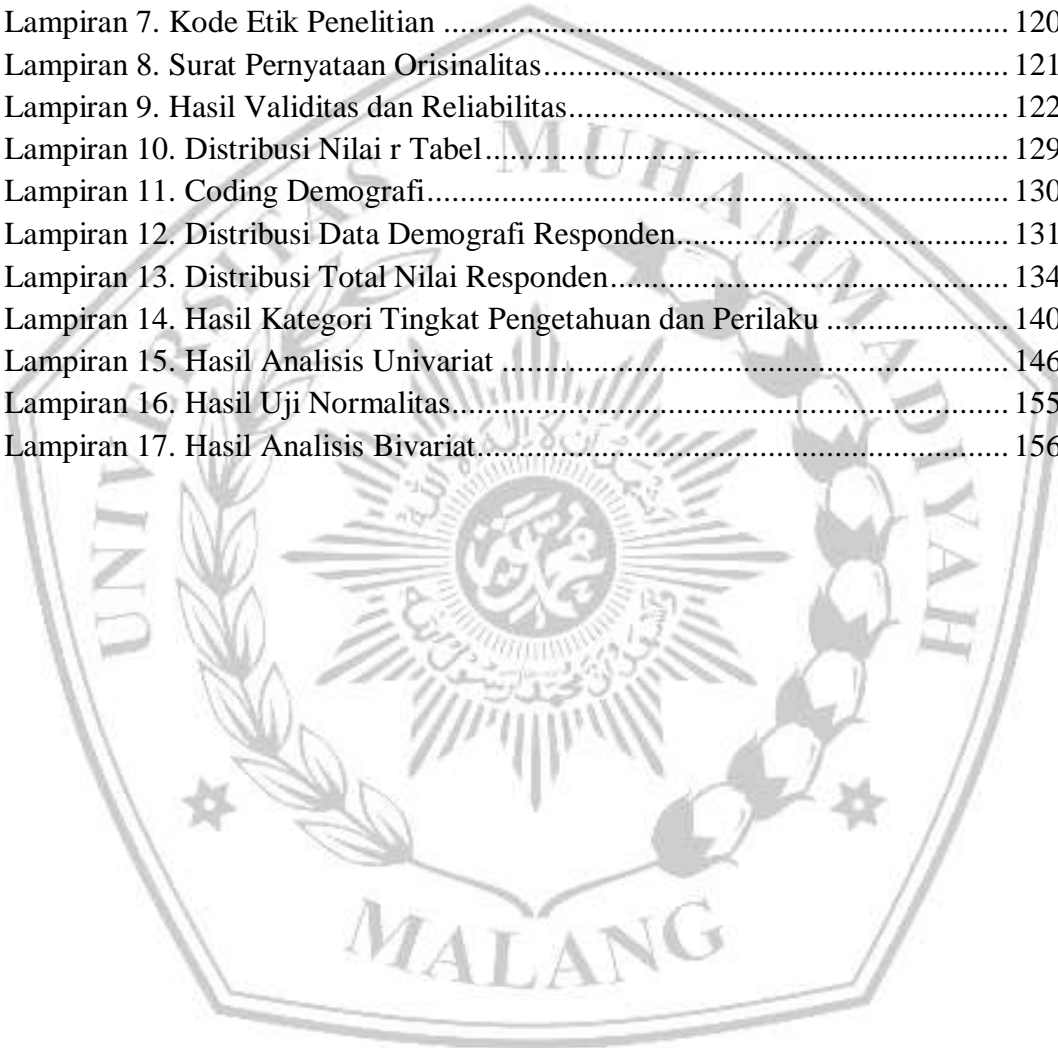 Lampiran 7. Kode Etik Penelitian ........................................................................ 120
Lampiran 8. Surat Pernyataan Orisinalitas........................................................... 121
Lampiran 9. Hasil Validitas dan Reliabilitas........................................................ 122
Lampiran 10. Distribusi Nilai r Tabel................................................................... 129
Lampiran 11. Coding Demografi.......................................................................... 130
Lampiran 12. Distribusi Data Demografi Responden.......................................... 131
Lampiran 13. Distribusi Total Nilai Responden................................................... 134
Lampiran 14. Hasil Kategori Tingkat Pengetahuan dan Perilaku ....................... 140
Lampiran 15. Hasil Analisis Univariat ................................................................ 146
Lampiran 16. Hasil Uji Normalitas....................................................................... 155
Lampiran 17. Hasil Analisis Bivariat.................................................................... 156
UNIVERSITAS MUHAMMADIYAH
MALANG